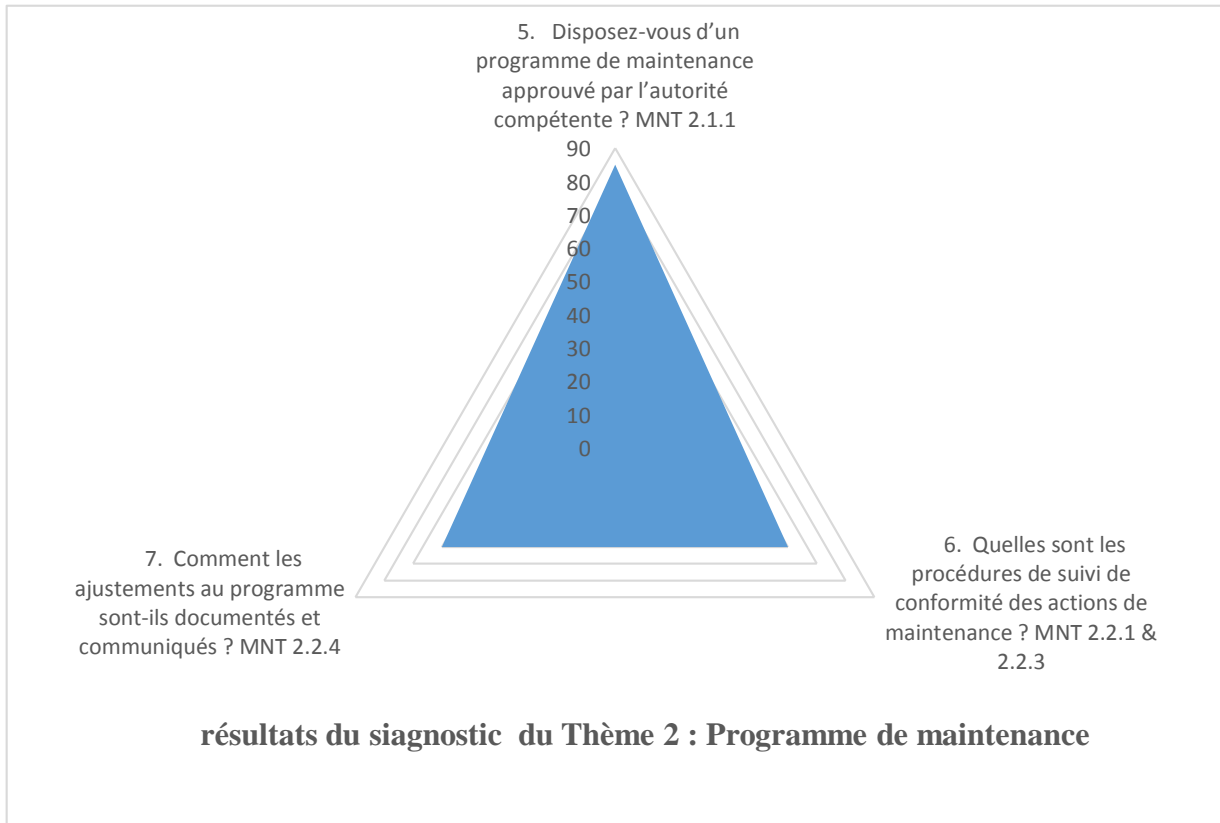 5. Disposez-vous d’un
programme de maintenance
approuvé par l’autorité
compétente ? MNT 2.1.1
90
80
70
60
50
40
30
20
10
0
6. Quelles sont les
procédures de suivi de
conformité des actions de
maintenance ? MNT 2.2.1 &
2.2.3
7. Comment les
ajustements au programme
sont-ils documentés et
communiqués ? MNT 2.2.4
résultats du siagnostic du Thème 2 : Programme de maintenance